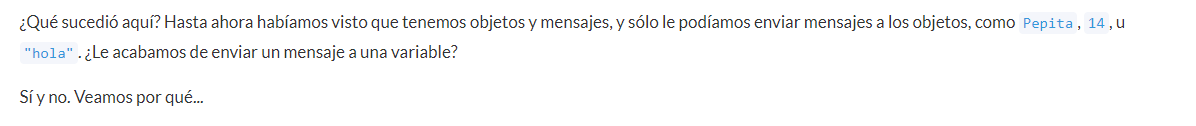 ¿Qué sucedió aquí? Hasta ahora habíamos visto que tenemos objetos y mensajes, y sólo le podíamos enviar mensajes a los objetos, como Pepita, 14, u
"hola". ¿Le acabamos de enviar un mensaje a una variable?
Sí y no. Veamos por qué...